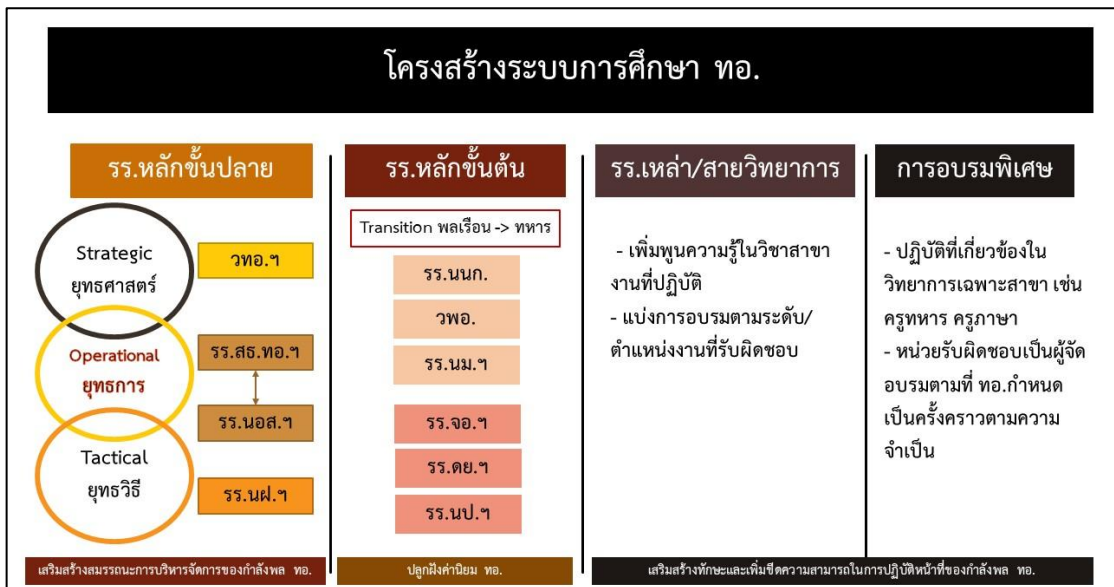 โครงสร้างระบบการศึกษา ทอ.
รร.หลักขั้นปลาย
Strategic
ยุทธศาสตร์
วทอ.ฯ
Operational
ยุทธการ
รร.สธ.ทอ.ฯ
รร.นอส.ฯ
Tactical
ยุทธวิธี
รร.นฝ.ฯ
เสริมสร้างสมรรถนะการบริหารจัดการของกำลังพล ทอ.
รร.หลักขั้นต้น
Transition พลเรือน -> ทหาร
รร.นนก.
วพอ.
รร.นม.ฯ
รร.จอ.ฯ
รร.ดย.ฯ
รร.นป.ฯ
ปลูกฝังค่านิยม ทอ.
รร.เหล่า/สายวิทยาการ
- เพิ่มพูนความรู้ในวิชาสาขา
งานที่ปฏิบัติ
- แบ่งการอบรมตามระดับ/
ตำแหน่งงานที่รับผิดชอบ
การอบรมพิเศษ
- ปฏิบัติที่เกี่ยวข้องใน
วิทยาการเฉพาะสาขา เช่น
ครูทหาร ครูภาษา
- หน่วยรับผิดชอบเป็นผู้จัด
อบรมตามที่ ทอ.กำหนด
เป็นครั้งคราวตามความ
จำเป็น
เสริมสร้างทักษะและเพิ่มขีดความสามารถในการปฏิบัติหน้าที่ของกำลังพล ทอ.